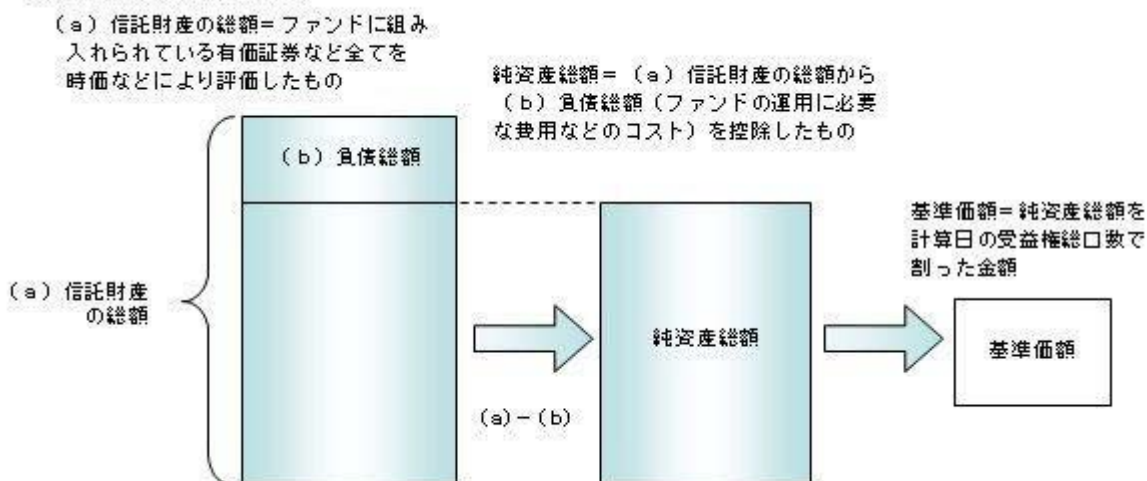 (a)信託財産の総額=ファンドに組み
入れられている有価証券など全てを
時価などにより評価したもの
純資産総額=(a)信託財産の総額から
(b)負債総額(ファンドの運用に必要
な費用などのコスト)を控除したもの
(b)負債総額
基準価額=純資産総額を
計算日の受益権総口数で
割った金額
(a)信託財産
の総額
純資産総額
基準価額
(a)-(b)